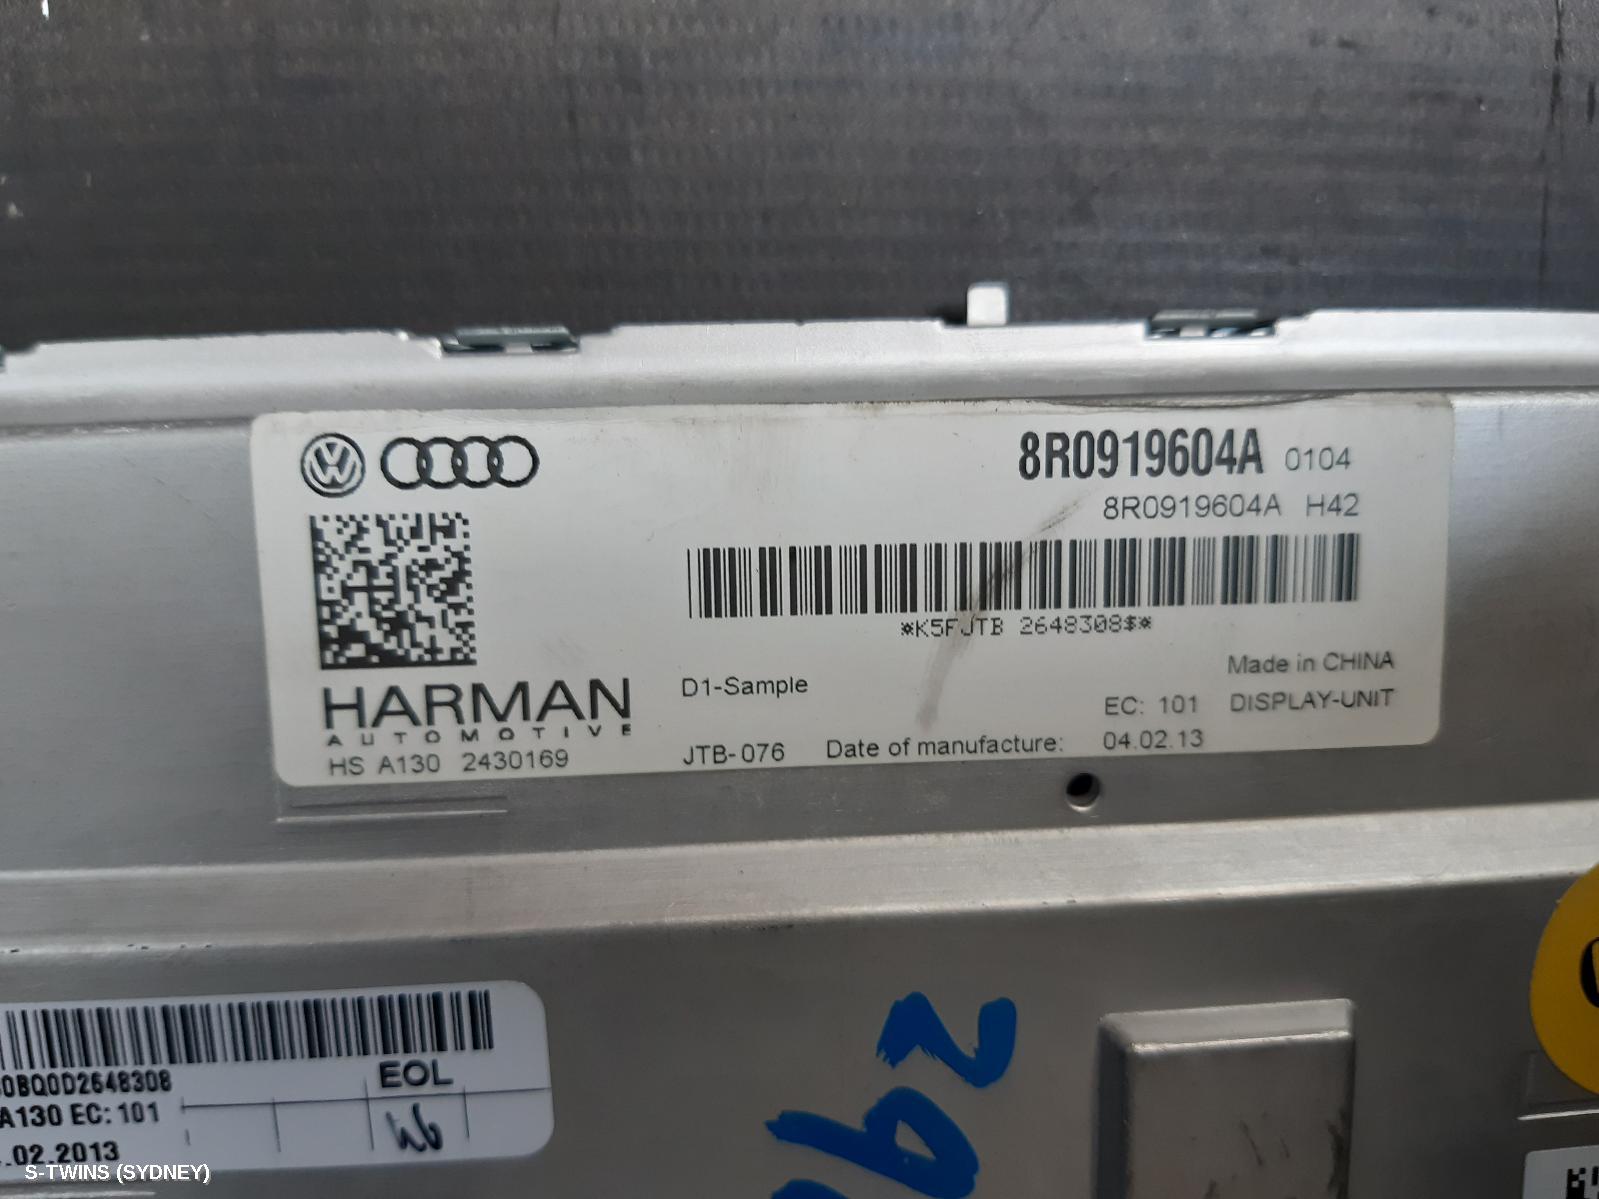 8R0919604A 0104
8R0919604A H42
*K5FJTB 2648308$*
HARMAN
AUTOMOTIVE
HS A130 2430169
D1-Sample
JTB-076 Date of manufacture: 04.02.13
Made in CHINA
EC: 101 DISPLAY-UNIT
0BQ0D2648308
EOL
A130 EC: 101
.02.2013
S-TWINS (SYDNEY)